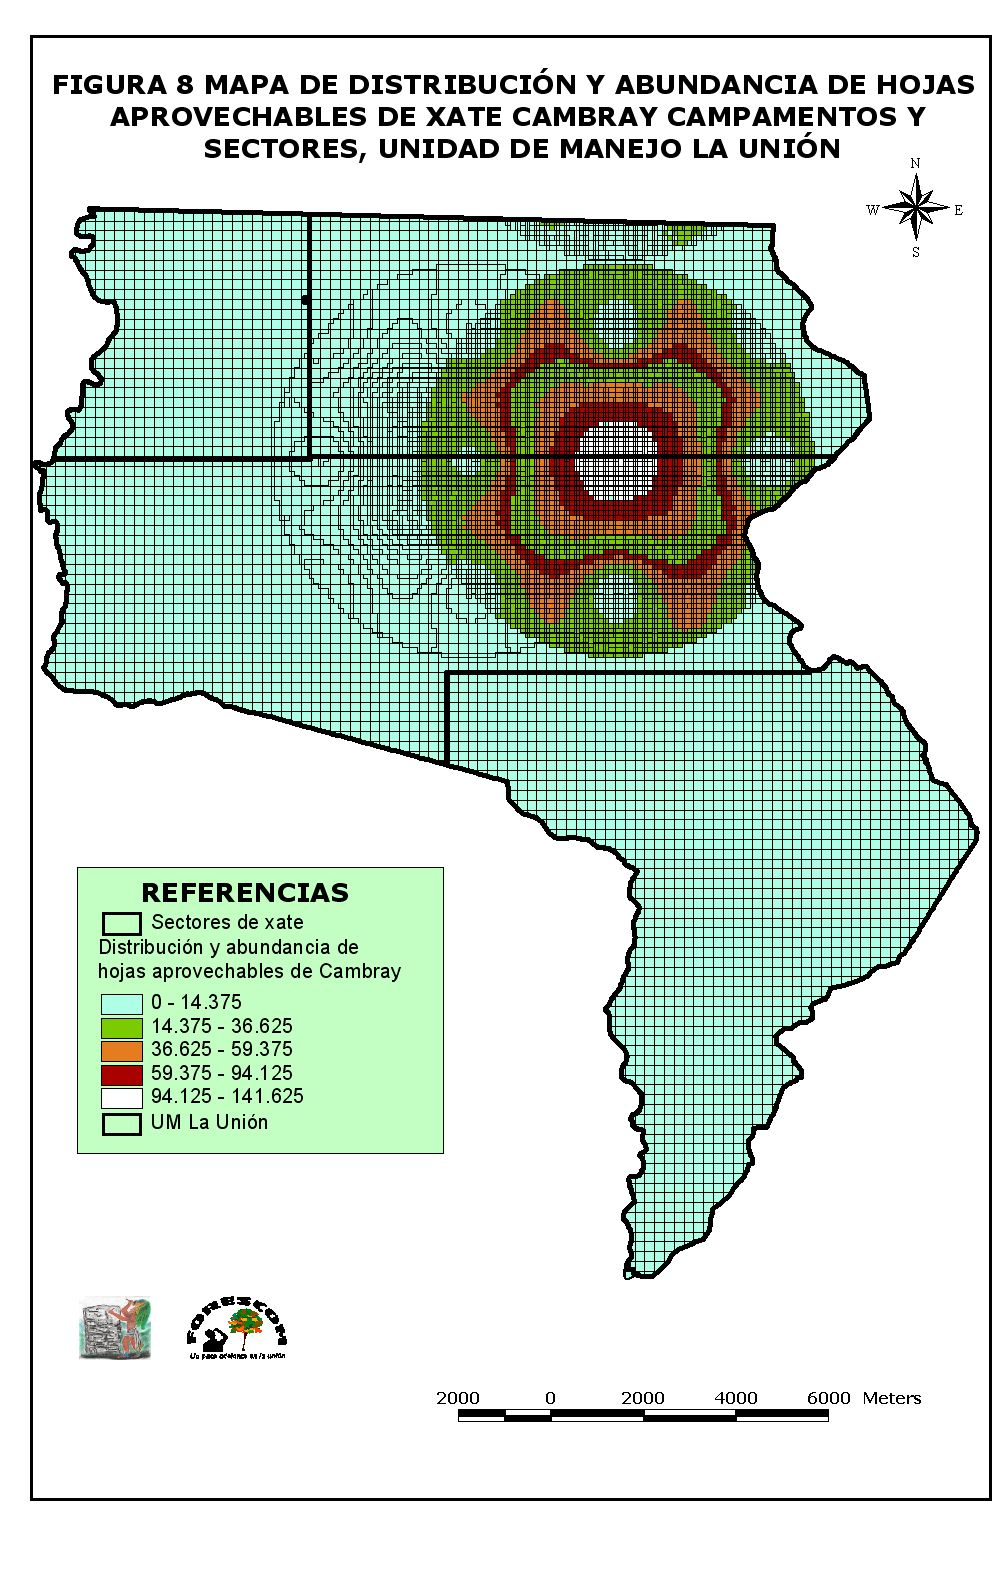 FIGURA 8 MAPA DE DISTRIBUCIÓN Y ABUNDANCIA DE HOJAS
APROVECHABLES DE XATE CAMBRAY CAMPAMENTOS Y
SECTORES, UNIDAD DE MANEJO LA UNIÓN
N
W E
S
REFERENCIAS
Sectores de xate
Distribución y abundancia de
hojas aprovechables de Cambray
0 - 14.375
14.375 - 36.625
36.625 - 59.375
59.375 - 94.125
94.125 - 141.625
UM La Unión
FORESCOM
la unión
2000 0 2000 4000 6000 Meters